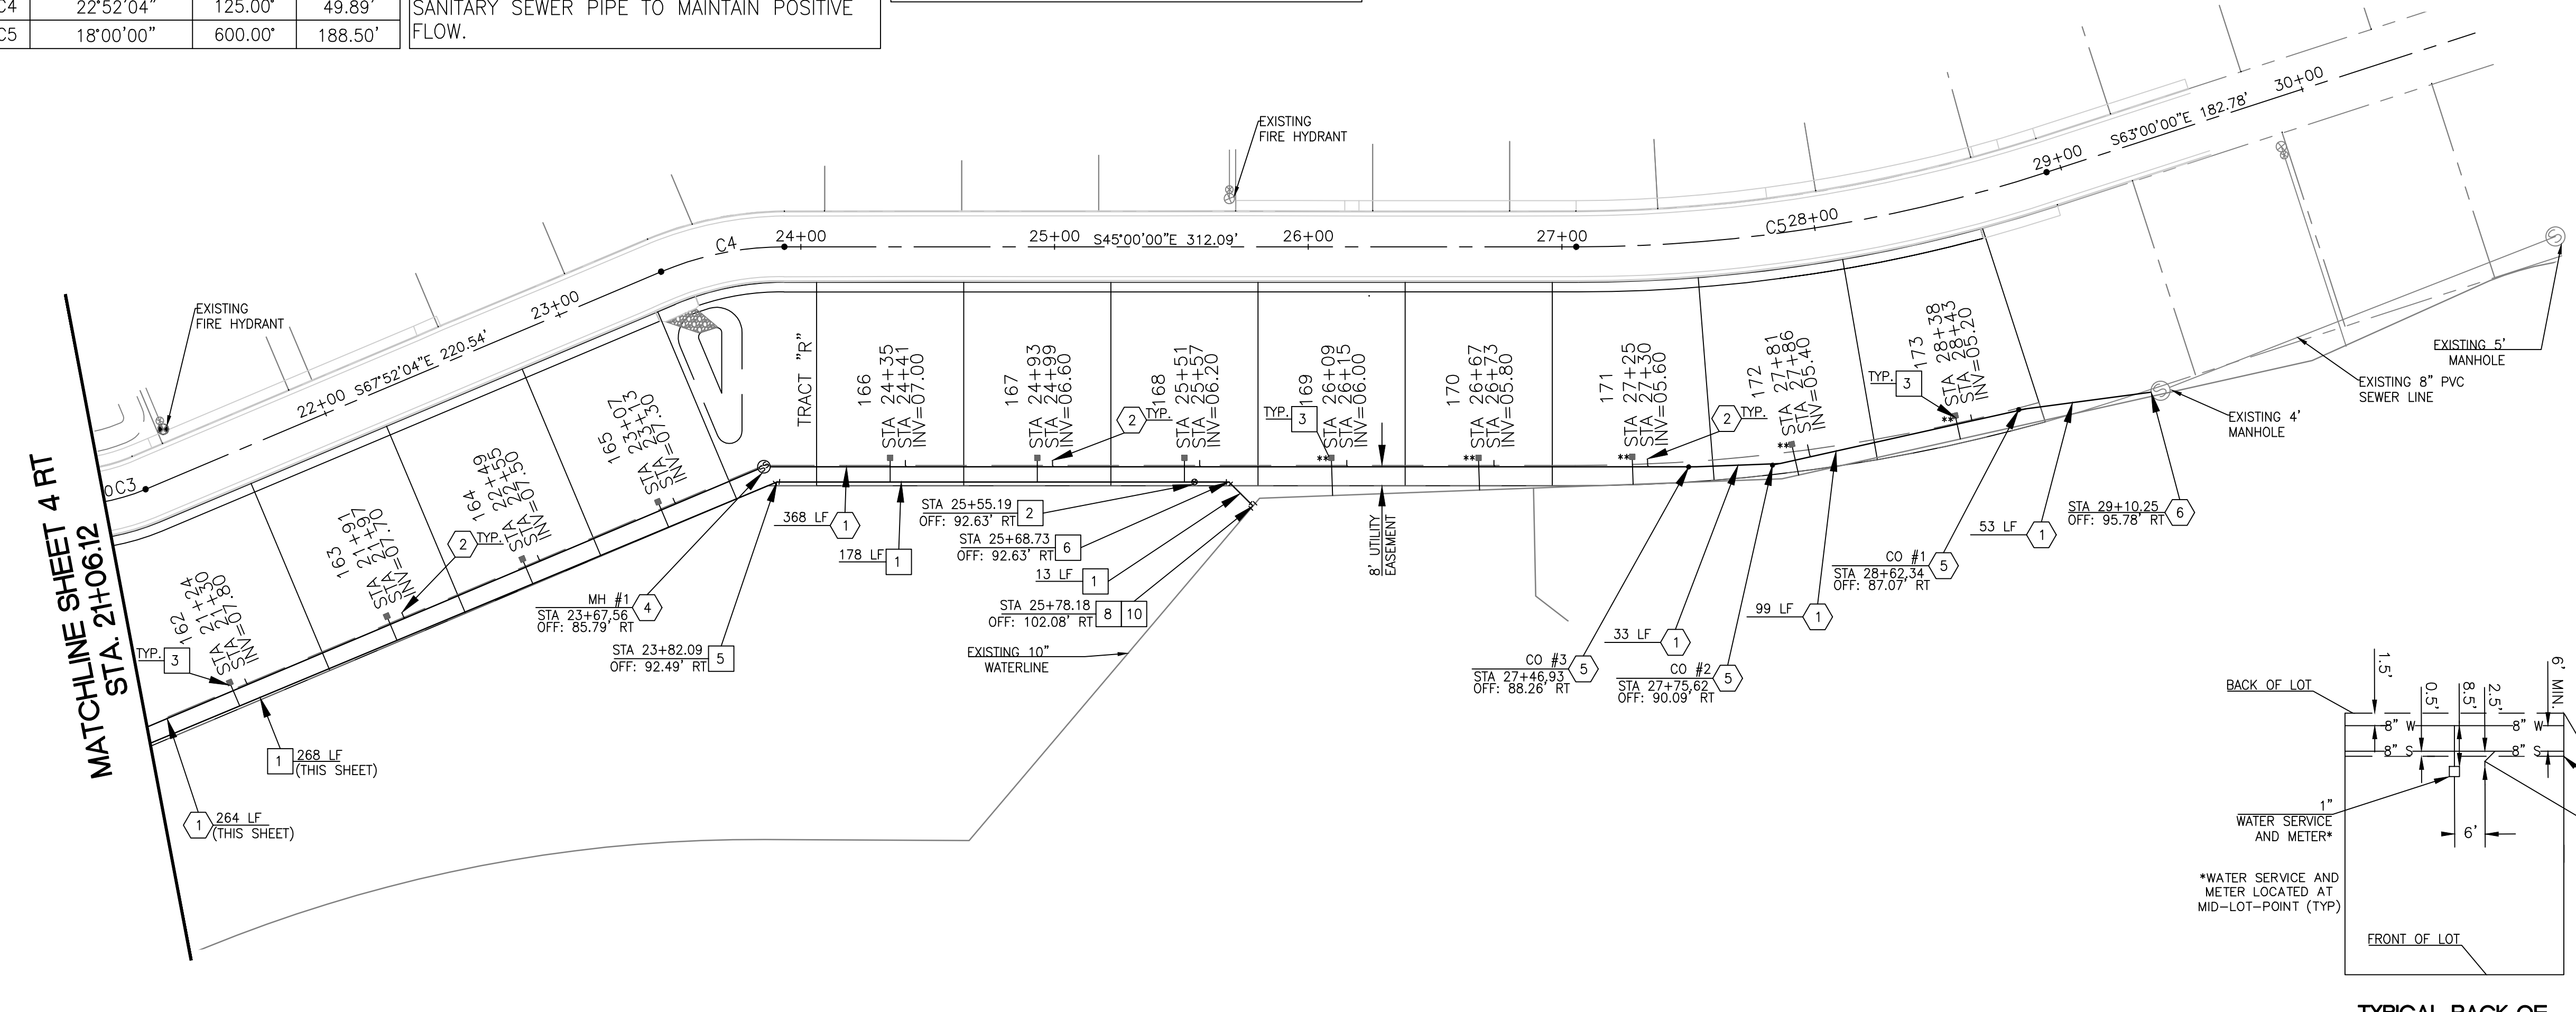 C4 22°52'04" 125.00' 49.89'
C5 18°00'00" 600.00' 188.50'
SANITARY SEWER PIPE TO MAINTAIN POSITIVE
FLOW.
MATCHLINE SHEET 4 RT
STA. 21+06.12
EXISTING
FIRE HYDRANT
EXISTING
FIRE HYDRANT
C3
22+00
S67°52'04"E 220.54'
23+00
C4
24+00
25+00
S45°00'00"E 312.09'
26+00
27+00
C5
28+00
29+00
S63°00'00"E 182.78'
30+00
162
STA 21+24
STA 21+30
INV=07.80
163
STA 21+91
STA 21+97
INV=07.70
164
STA 22+49
STA 22+55
INV=07.50
165
STA 23+07
STA 23+13
INV=07.30
TRACT "R"
166
STA 24+35
STA 24+41
INV=07.00
167
STA 24+93
STA 24+99
INV=06.60
168
STA 25+51
STA 25+57
INV=06.20
169
STA 26+09
STA 26+15
INV=06.00
**
170
STA 26+67
STA 26+73
INV=05.80
**
171
STA 27+25
STA 27+30
INV=05.60
**
172
STA 27+81
STA 27+86
INV=05.40
**
173
STA 28+38
STA 28+43
INV=05.20
**
TYP. 3
2 TYP.
2 TYP.
TYP. 3
2 TYP.
TYP. 3
1 264 LF
(THIS SHEET)
1 268 LF
(THIS SHEET)
MH #1
STA 23+67,56
OFF: 85.79' RT
4
STA 23+82.09
OFF: 92.49' RT
5
368 LF 1
178 LF 1
STA 25+55.19
OFF: 92.63' RT
2
STA 25+68.73
OFF: 92.63' RT
6
13 LF 1
STA 25+78.18
OFF: 102.08' RT
8 10
EXISTING 10"
WATERLINE
8' UTILITY
EASEMENT
CO #3
STA 27+46,93
OFF: 88.26' RT
5
33 LF 1
CO #2
STA 27+75,62
OFF: 90.09' RT
5
99 LF 1
CO #1
STA 28+62,34
OFF: 87.07' RT
5
53 LF 1
STA 29+10,25
OFF: 95.78' RT
6
EXISTING 4'
MANHOLE
EXISTING 8" PVC
SEWER LINE
EXISTING 5'
MANHOLE
BACK OF LOT
1.5'
0.5'
8.5'
2.5'
6' MIN.
8" W
8" W
8" S
8" S
1"
WATER SERVICE
AND METER*
6'
*WATER SERVICE AND
METER LOCATED AT
MID-LOT-POINT (TYP)
FRONT OF LOT
TYPICAL BACK OF